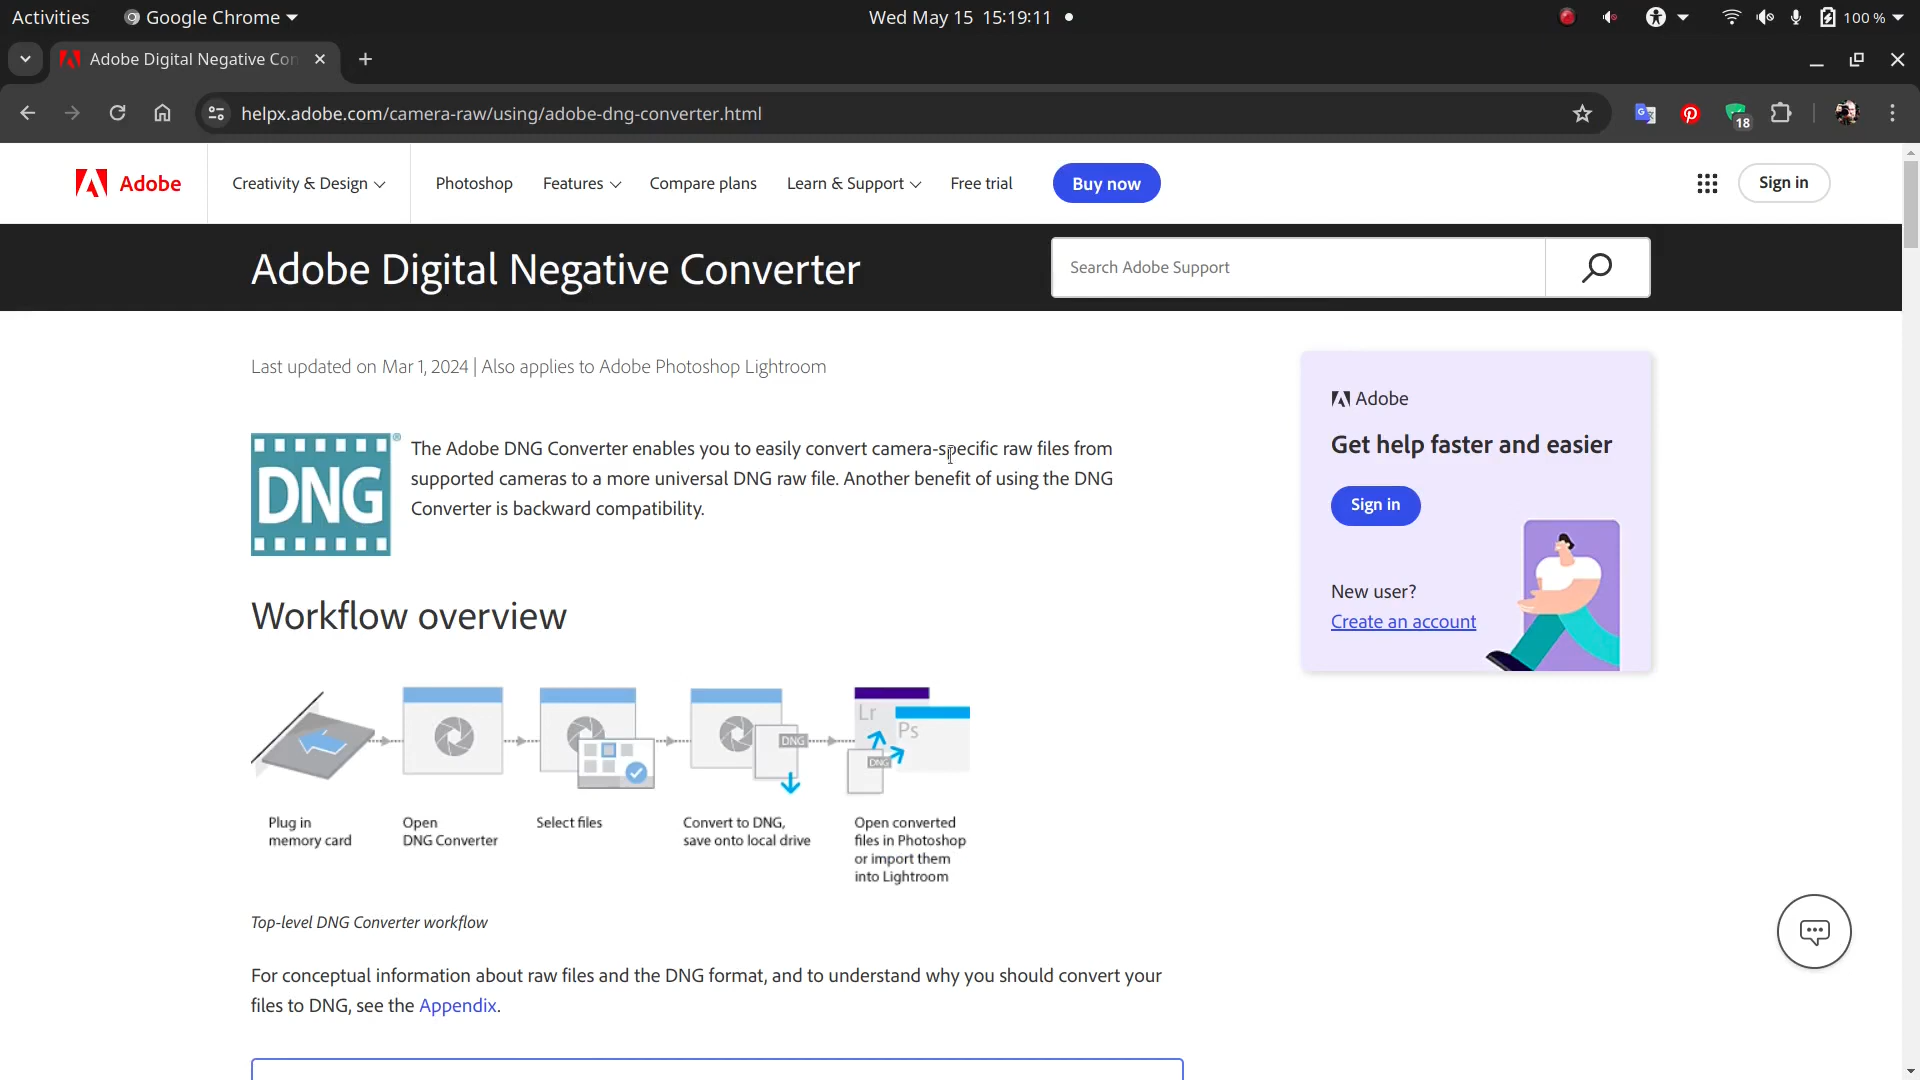 Activities
Google Chrome
Wed May 15 15:19:11
100 %
Adobe Digital Negative Con
helpx.adobe.com/camera-raw/using/adobe-dng-converter.html
18
Adobe
Creativity & Design
Photoshop
Features
Compare plans
Learn & Support
Free trial
Buy now
Sign in
Adobe Digital Negative Converter
Search Adobe Support
Last updated on Mar 1, 2024 | Also applies to Adobe Photoshop Lightroom
DNG
®
The Adobe DNG Converter enables you to easily convert camera-specific raw files from
supported cameras to a more universal DNG raw file. Another benefit of using the DNG
Converter is backward compatibility.
Adobe
Get help faster and easier
Sign in
New user?
Create an account
Workflow overview
DNG
Lr
Ps
DNG
Plug in
memory card
Open
DNG Converter
Select files
Convert to DNG,
save onto local drive
Open converted
files in Photoshop
or import them
into Lightroom
Top-level DNG Converter workflow
For conceptual information about raw files and the DNG format, and to understand why you should convert your
files to DNG, see the Appendix.